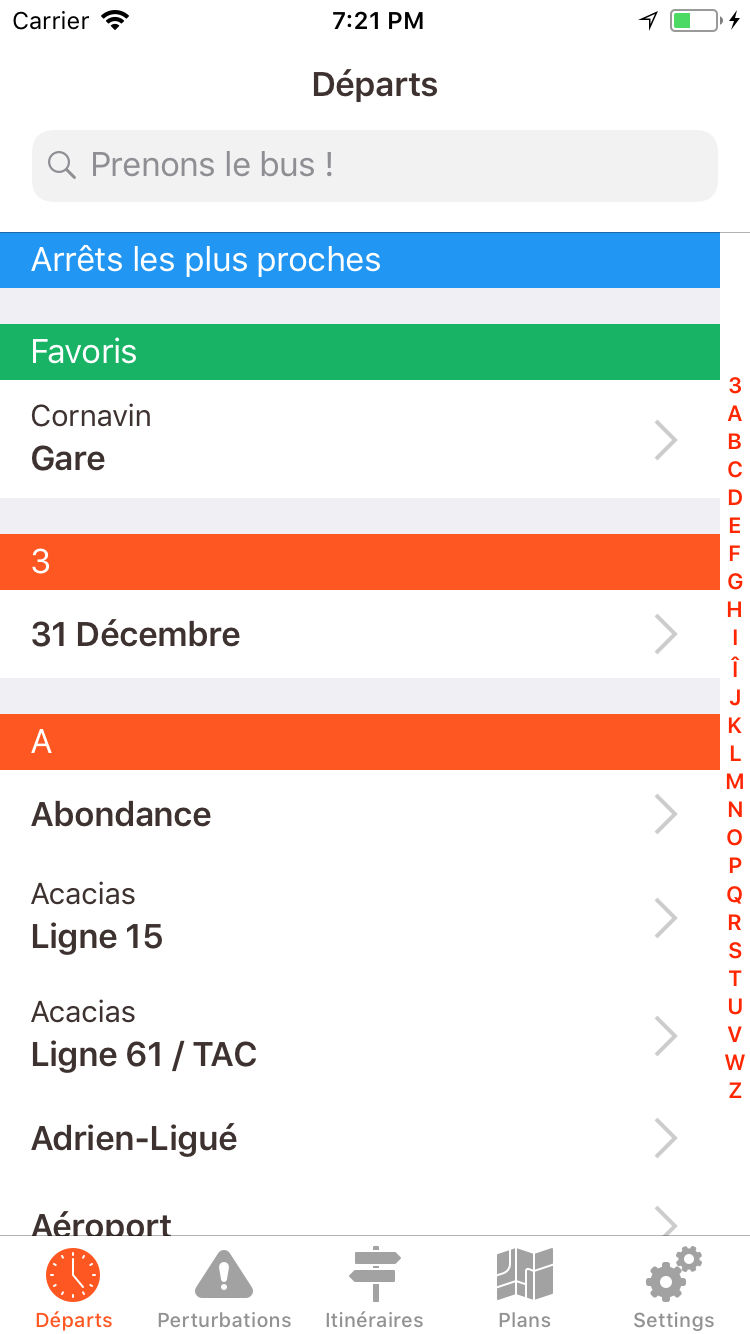 Carrier 7:21 PM
Départs
Prenons le bus !
Arrêts les plus proches
Favoris
Cornavin
Gare
3
31 Décembre
A
Abondance
Acacias
Ligne 15
Acacias
Ligne 61 / TAC
Adrien-Ligué
Aéroport
3
A
B
C
D
E
F
G
H
I
Î
J
K
L
M
N
O
P
Q
R
S
T
U
V
W
Z
Départs Perturbations Itinéraires Plans Settings